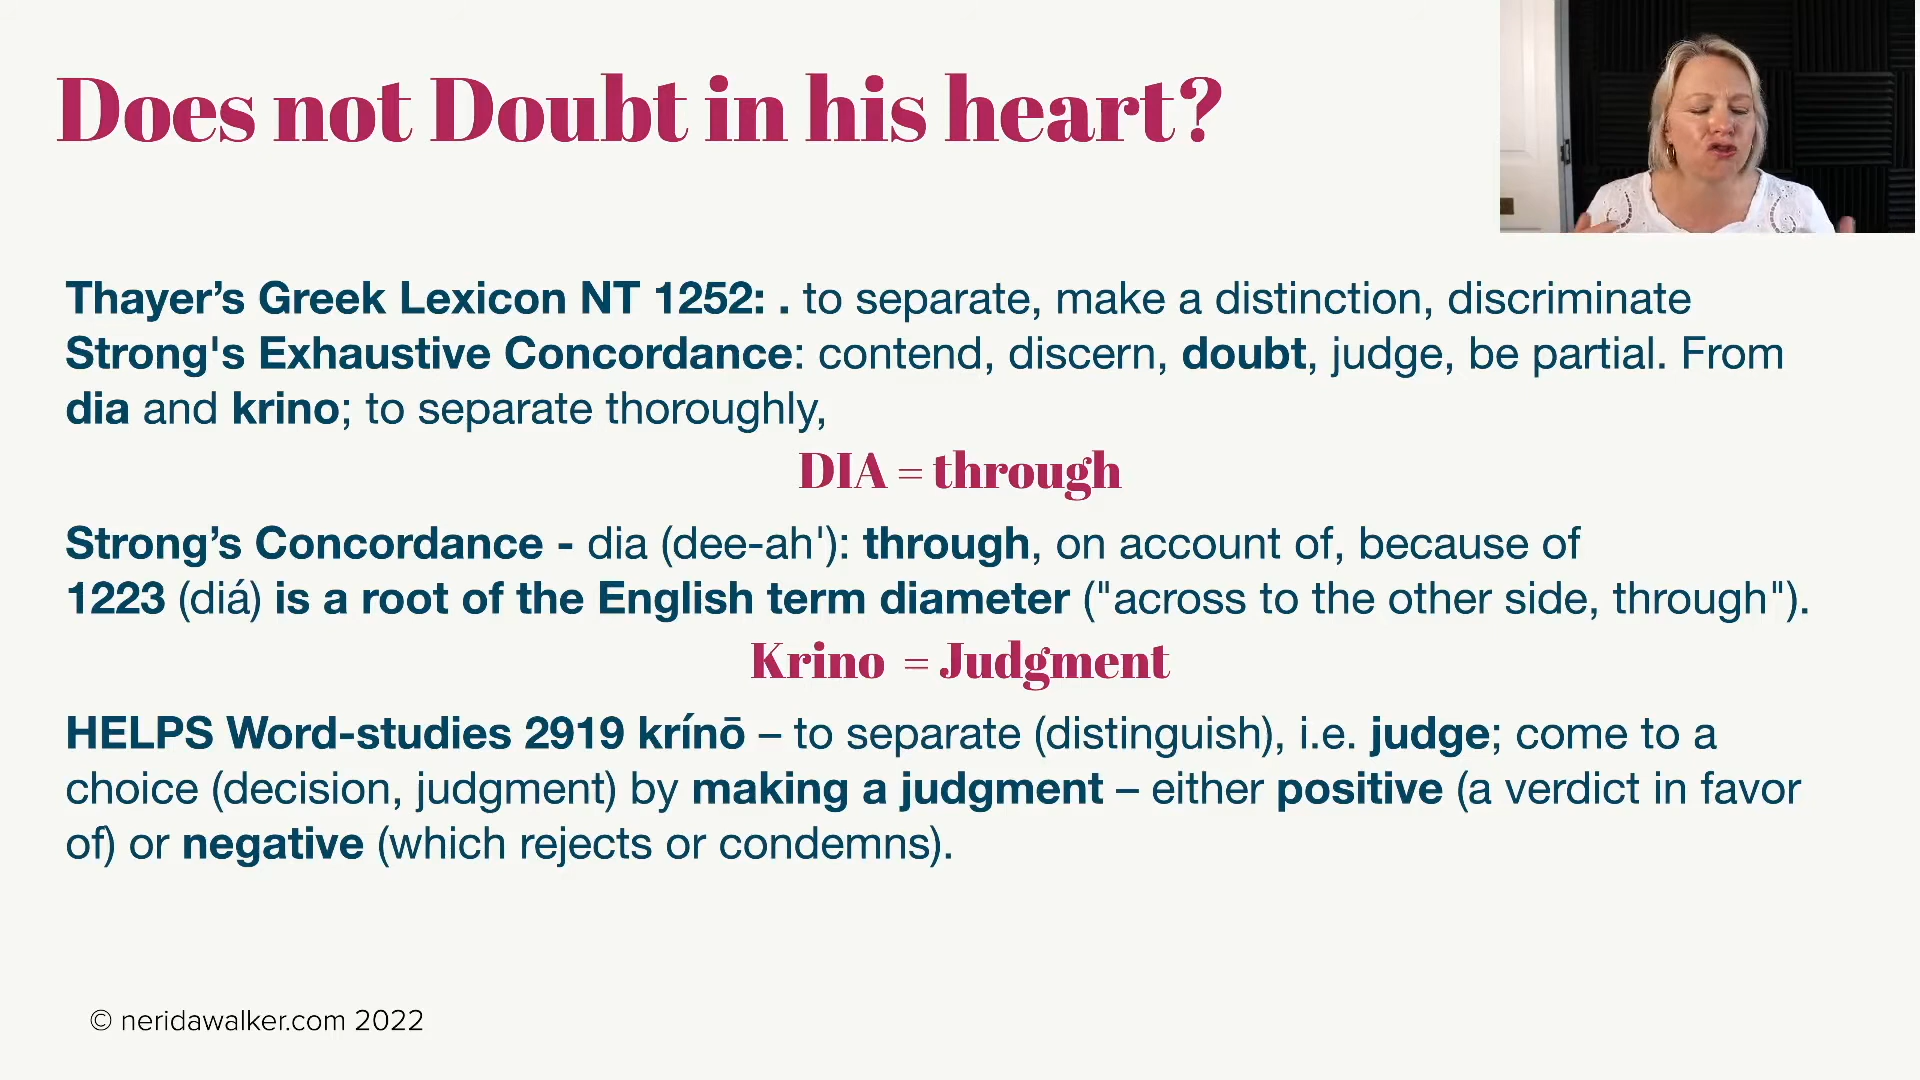 Does not Doubt in his heart?
Thayer’s Greek Lexicon NT 1252: . to separate, make a distinction, discriminate
Strong's Exhaustive Concordance: contend, discern, doubt, judge, be partial. From
dia and krino; to separate thoroughly,
DIA = through
Strong’s Concordance - dia (dee-ah'): through, on account of, because of
1223 (diá) is a root of the English term diameter ("across to the other side, through").
Krino = Judgment
HELPS Word-studies 2919 krínō – to separate (distinguish), i.e. judge; come to a
choice (decision, judgment) by making a judgment – either positive (a verdict in favor
of) or negative (which rejects or condemns).
© neridawalker.com 2022